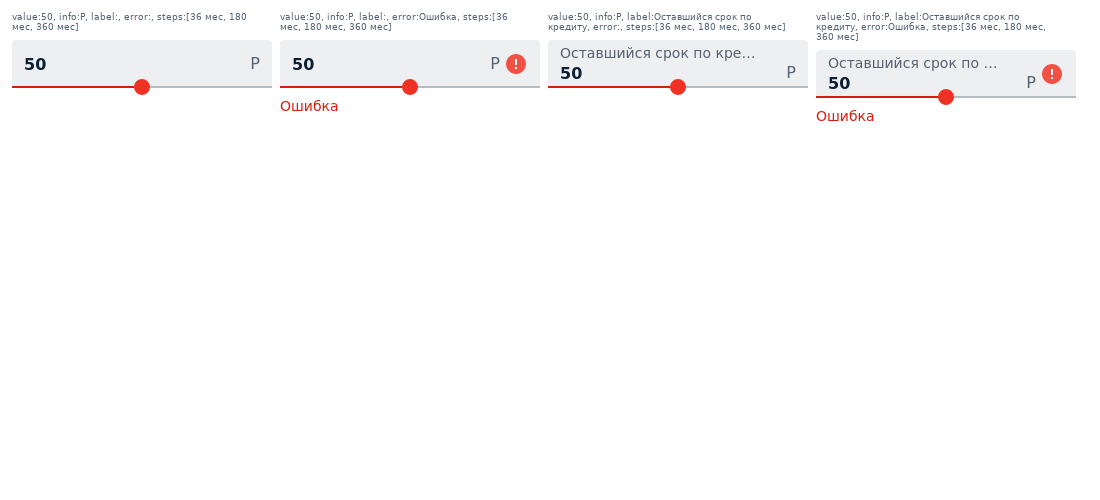 value:50, info:Р, label:, error:, steps:[36 мес, 180
мес, 360 мес]
50
Р
value:50, info:Р, label:, error:Ошибка, steps:[36
мес, 180 мес, 360 мес]
50
Р
!
Ошибка
value:50, info:Р, label:Оставшийся срок по
кредиту, error:, steps:[36 мес, 180 мес, 360 мес]
Оставшийся срок по кре…
50
Р
value:50, info:Р, label:Оставшийся срок по
кредиту, error:Ошибка, steps:[36 мес, 180 мес,
360 мес]
Оставшийся срок по …
50
Р
!
Ошибка